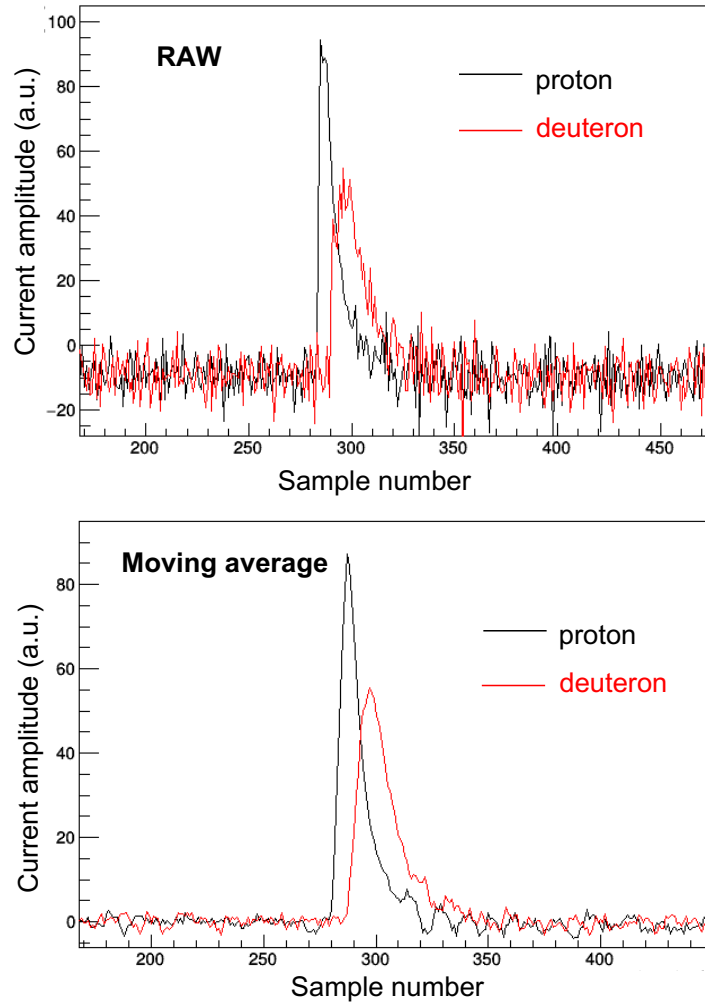 100
RAW
80
proton
deuteron
60
40
20
0
−20
200
250
300
350
400
450
Current amplitude (a.u.)
Sample number
Moving average
80
proton
deuteron
60
40
20
0
200
250
300
350
400
Current amplitude (a.u.)
Sample number